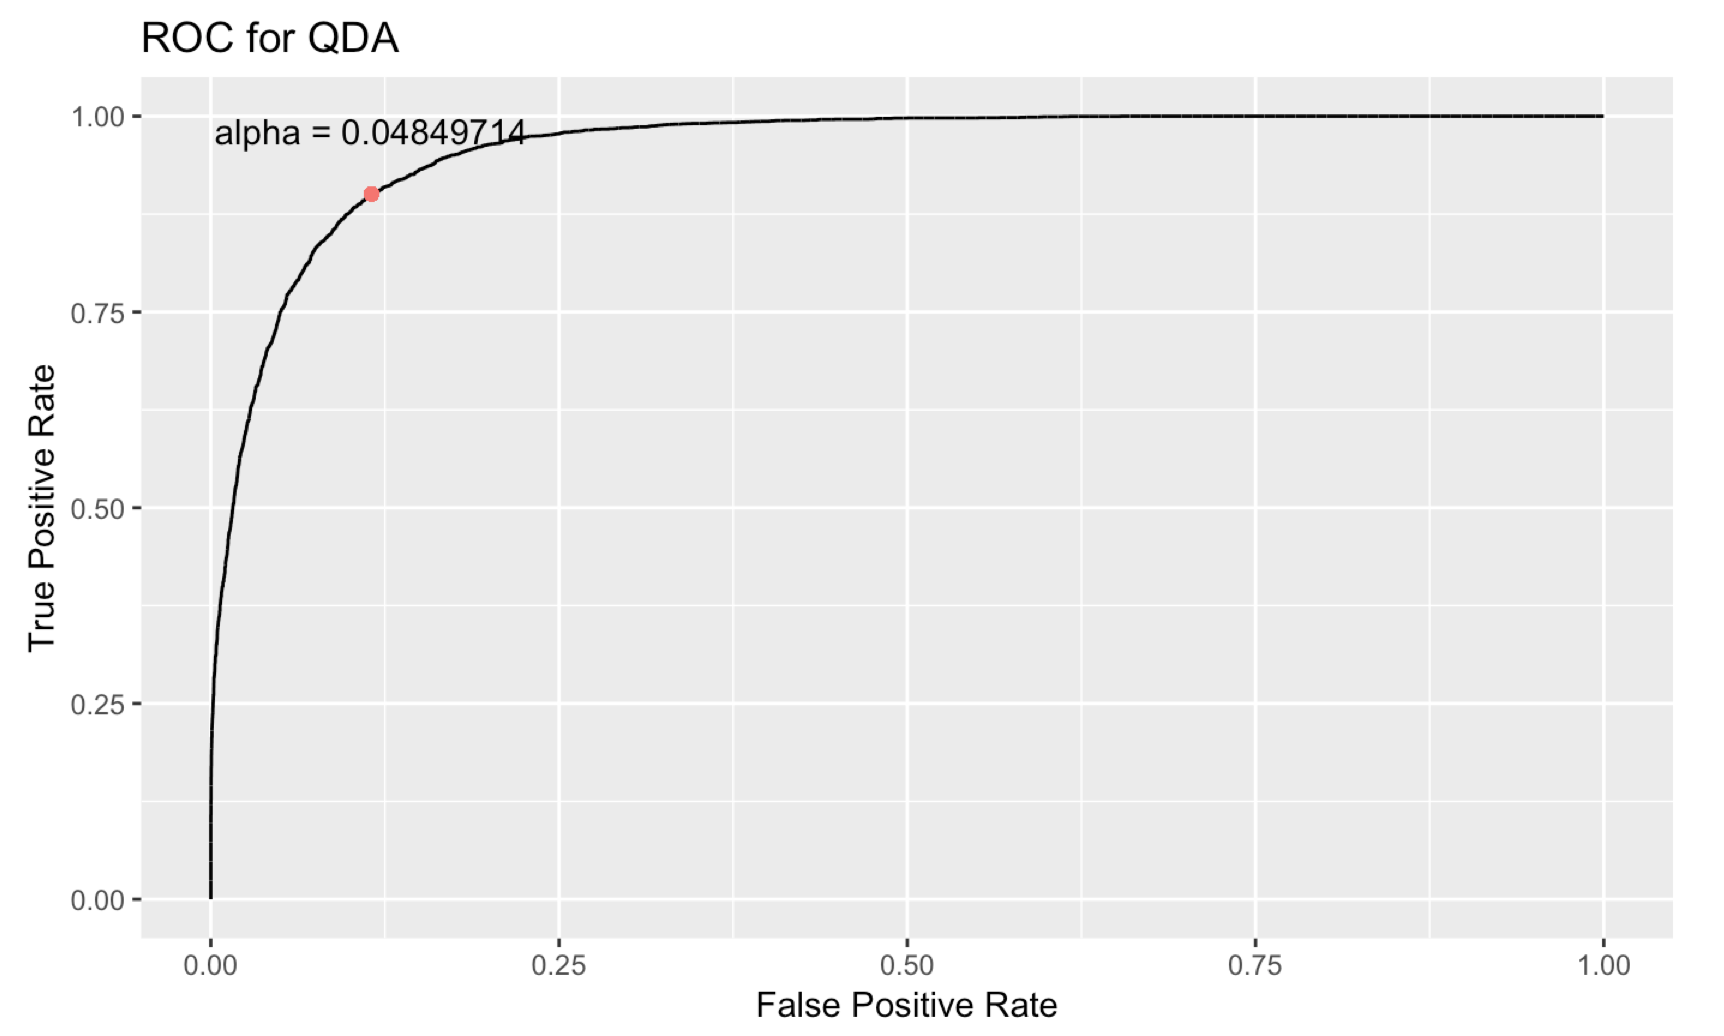 ROC for QDA
alpha = 0.04849714
True Positive Rate
1.00
0.75
0.50
0.25
0.00
0.00 0.25 0.50 0.75 1.00
False Positive Rate